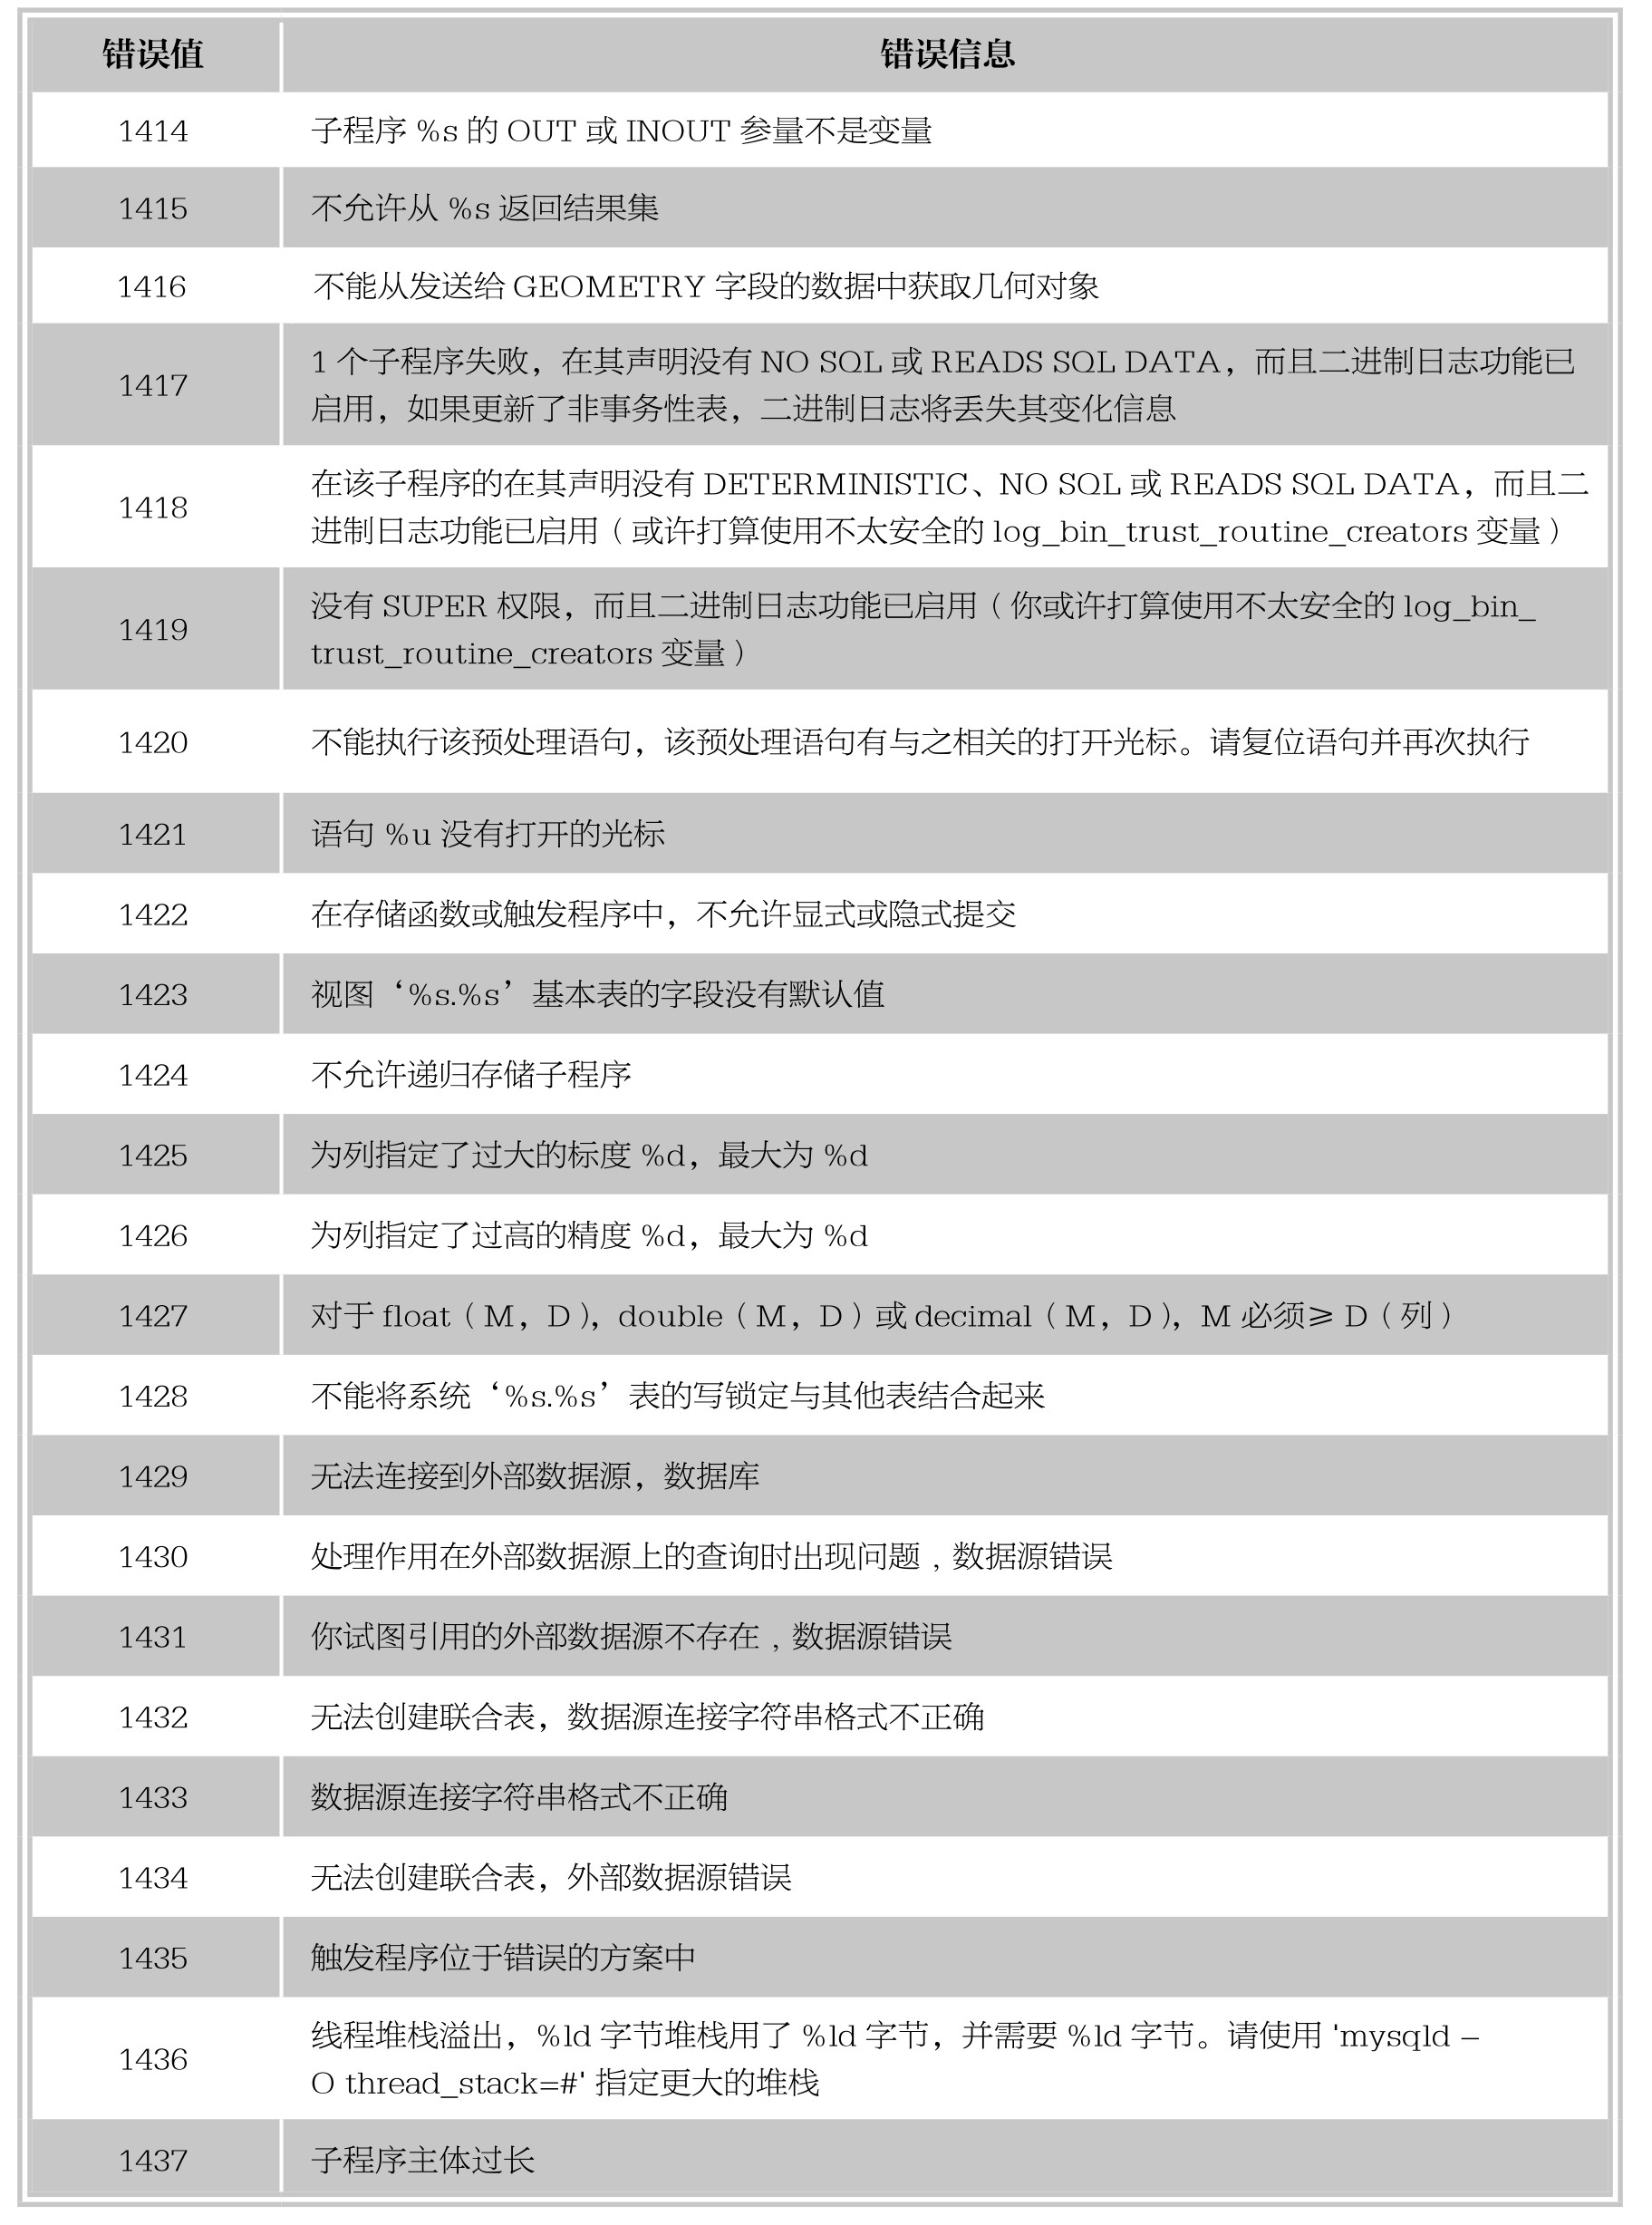 错误值 错误信息
1414 子程序 %s 的 OUT 或 INOUT 参量不是变量
1415 不允许从 %s 返回结果集
1416 不能从发送给 GEOMETRY 字段的数据中获取几何对象
1417 1 个子程序失败，在其声明没有 NO SQL 或 READS SQL DATA，而且二进制日志功能已
启用，如果更新了非事务性表，二进制日志将丢失其变化信息
1418 在该子程序的在其声明没有 DETERMINISTIC、NO SQL 或 READS SQL DATA，而且二
进制日志功能已启用（或许打算使用不太安全的 log_bin_trust_routine_creators 变量）
1419 没有 SUPER 权限，而且二进制日志功能已启用（你或许打算使用不太安全的 log_bin_
trust_routine_creators 变量）
1420 不能执行该预处理语句，该预处理语句有与之相关的打开光标。请复位语句并再次执行
1421 语句 %u 没有打开的光标
1422 在存储函数或触发程序中，不允许显式或隐式提交
1423 视图‘%s.%s’基本表的字段没有默认值
1424 不允许递归存储子程序
1425 为列指定了过大的标度 %d，最大为 %d
1426 为列指定了过高的精度 %d，最大为 %d
1427 对于 float（M，D），double（M，D）或 decimal（M，D），M 必须≥ D（列）
1428 不能将系统‘%s.%s’表的写锁定与其他表结合起来
1429 无法连接到外部数据源，数据库
1430 处理作用在外部数据源上的查询时出现问题 , 数据源错误
1431 你试图引用的外部数据源不存在 , 数据源错误
1432 无法创建联合表，数据源连接字符串格式不正确
1433 数据源连接字符串格式不正确
1434 无法创建联合表，外部数据源错误
1435 触发程序位于错误的方案中
1436 线程堆栈溢出，%ld 字节堆栈用了 %ld 字节，并需要 %ld 字节。请使用 'mysqld –
O thread_stack=#' 指定更大的堆栈
1437 子程序主体过长